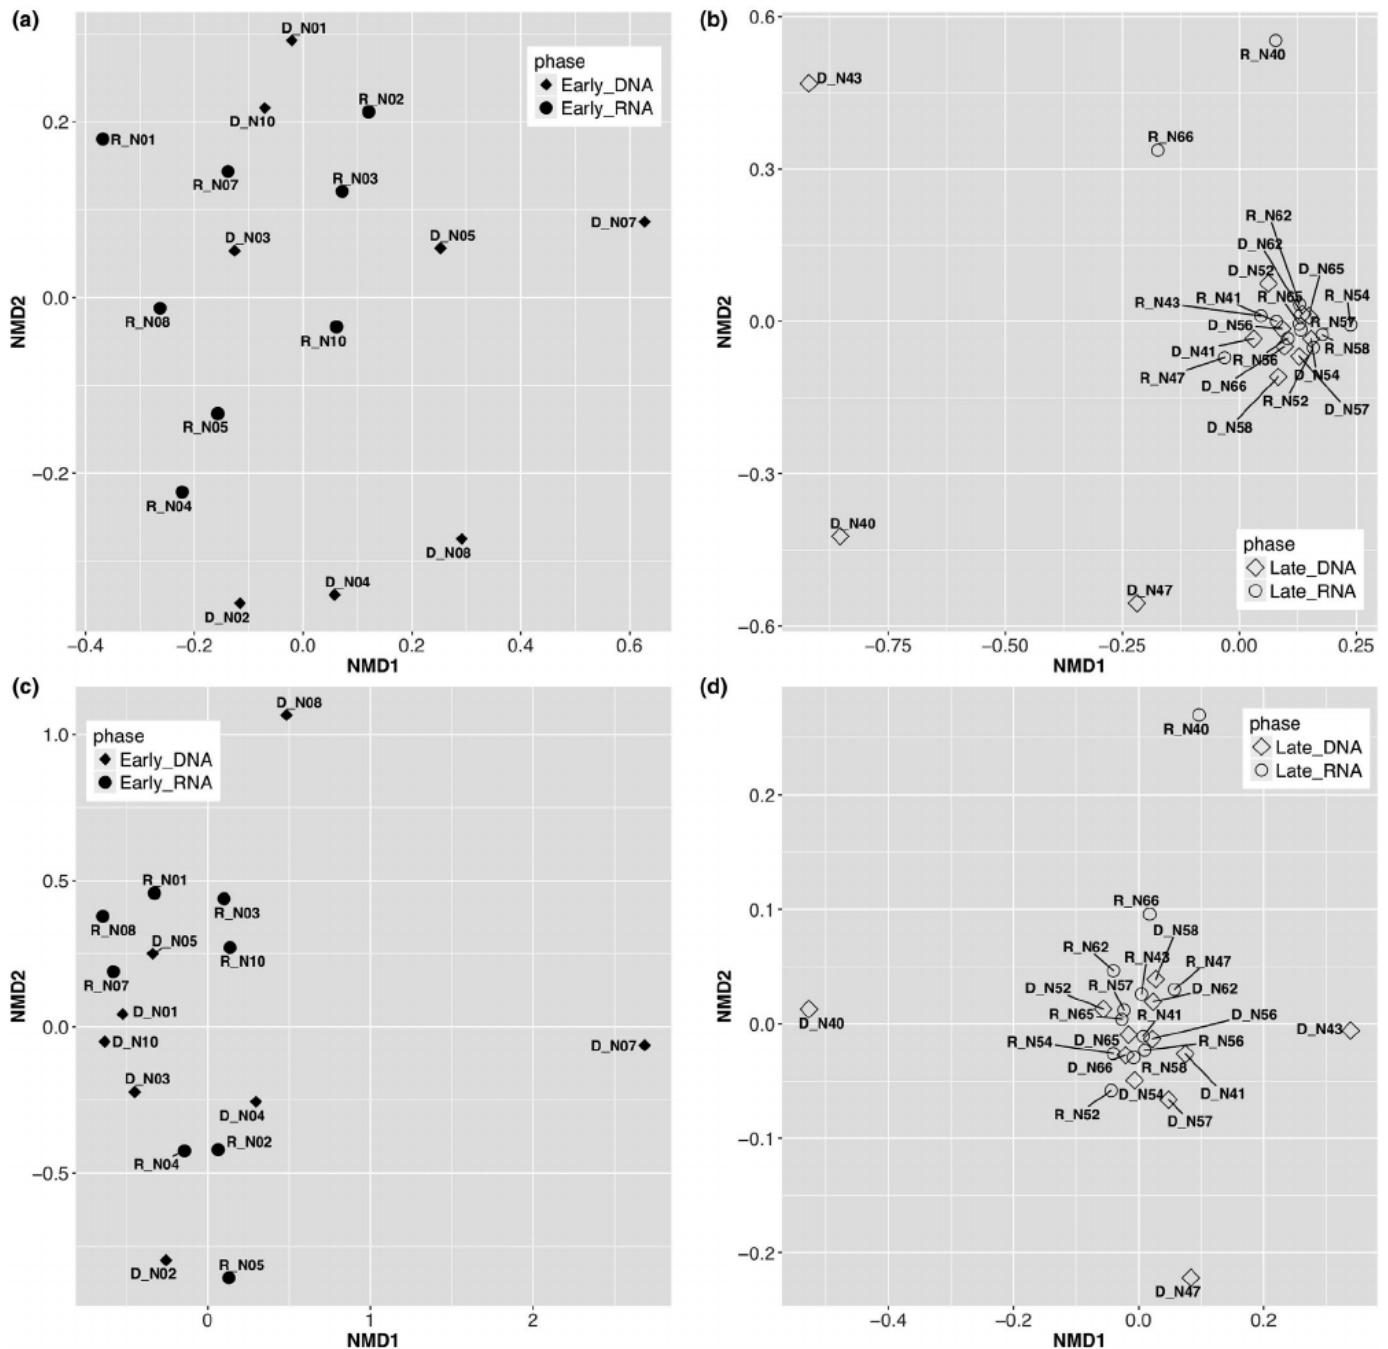 (a)
D_N01
phase
Early_DNA
Early_RNA
R_N02
D_N10
0.2
R_N01
R_N03
R_N07
D_N07
D_N03
D_N05
0.0
R_N08
R_N10
NMD2
R_N05
−0.2
R_N04
D_N08
D_N04
D_N02
−0.4 −0.2 0.0 0.2 0.4 0.6
NMD1
(b)
0.6
R_N40
D_N43
R_N66
0.3
R_N62
D_N62
D_N52 D_N65
R_N43 R_N41 R_N65 R_N54
0.0
D_N56 R_N57
D_N41 R_N56 R_N58
R_N47 D_N66 D_N54
R_N52 D_N57
D_N58
NMD2
−0.3
D_N40
phase
Late_DNA
Late_RNA
D_N47
−0.6
−0.75 −0.50 −0.25 0.00 0.25
NMD1
(c)
D_N08
phase
Early_DNA
Early_RNA
1.0
R_N01
0.5
R_N03
R_N08
D_N05
R_N10
R_N07
D_N01
0.0
D_N10
D_N07
NMD2
D_N03
D_N04
R_N02
R_N04
−0.5
R_N05
D_N02
0 1 2
NMD1
(d)
R_N40
phase
Late_DNA
Late_RNA
0.2
R_N66
0.1
D_N58
R_N62 R_N43 R_N47
D_N52 R_N57 D_N62
R_N65 R_N41 D_N56
0.0
D_N40
D_N43
R_N54 D_N65 R_N56
D_N66 R_N58
D_N54 D_N41
R_N52 D_N57
NMD2
−0.1
−0.2
D_N47
−0.4 −0.2 0.0 0.2
NMD1